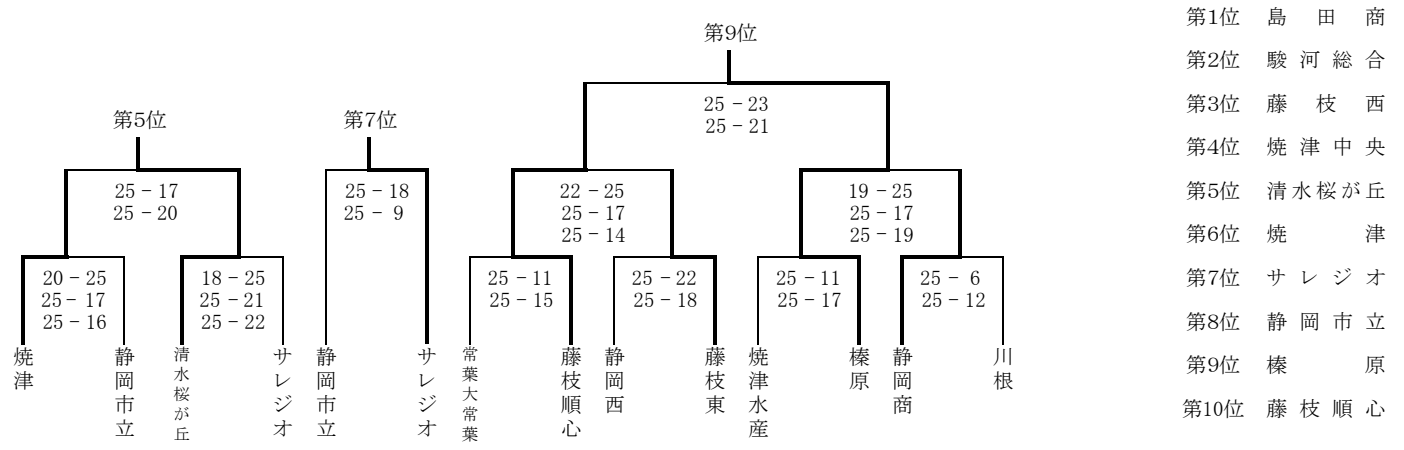 第5位
25－17
25－20
20－25
25－17
25－16
18－25
25－21
25－22
焼津
静岡市立
清水桜が丘
サレジオ
第7位
25－18
25－ 9
静岡市立
サレジオ
第9位
25－23
25－21
22－25
25－17
25－14
19－25
25－17
25－19
25－11
25－15
25－22
25－18
25－11
25－17
25－ 6
25－12
常葉大常葉
藤枝順心
静岡西
藤枝東
焼津水産
榛原
静岡商
川根
第1位 島田商
第2位 駿河総合
第3位 藤枝西
第4位 焼津中央
第5位 清水桜が丘
第6位 焼津
第7位 サレジオ
第8位 静岡市立
第9位 榛原
第10位 藤枝順心